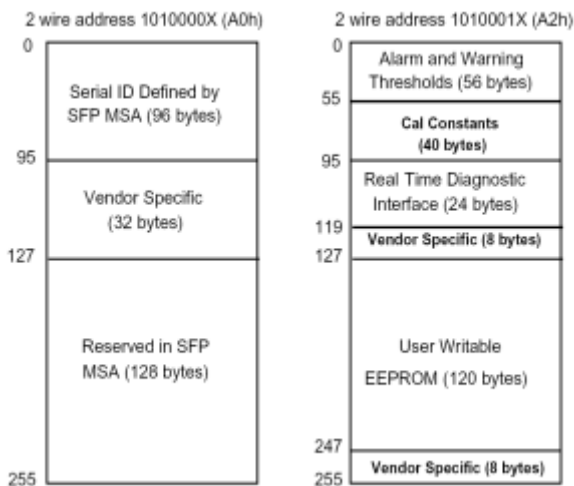 2 wire address 1010000X (A0h)
0
Serial ID Defined by
SFP MSA (96 bytes)
95
Vendor Specific
(32 bytes)
127
Reserved in SFP
MSA (128 bytes)
255
2 wire address 1010001X (A2h)
0
Alarm and Warning
Thresholds (56 bytes)
55
Cal Constants
(40 bytes)
95
Real Time Diagnostic
Interface (24 bytes)
119
Vendor Specific (8 bytes)
127
User Writable
EEPROM (120 bytes)
247
Vendor Specific (8 bytes)
255